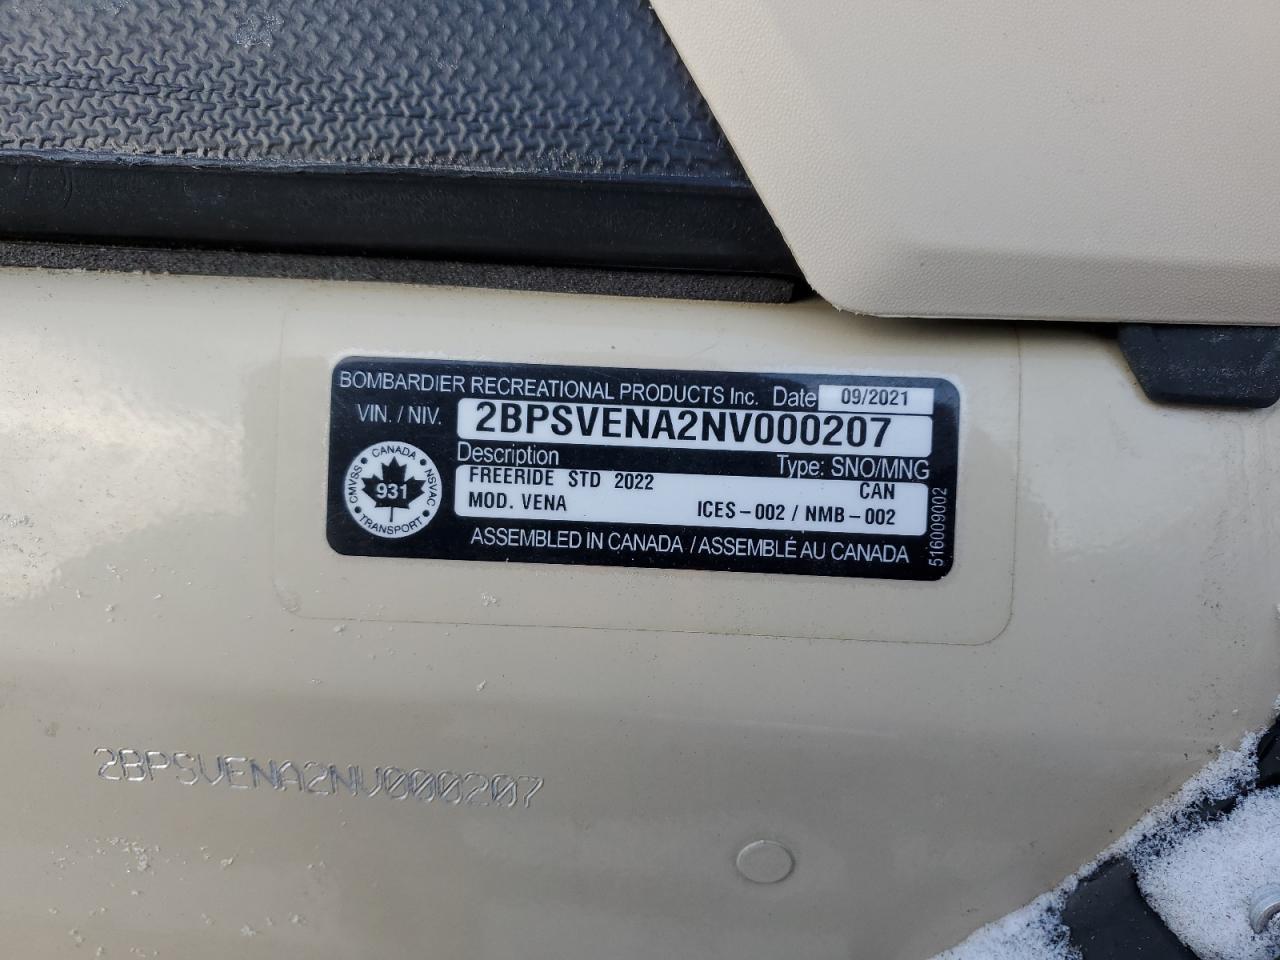 BOMBARDIER RECREATIONAL PRODUCTS Inc. Date 09/2021
VIN. / NIV. 2BPSVENA2NV000207
Description Type: SNO/MNG
FREERIDE STD 2022 CAN
MOD. VENA ICES-002 / NMB-002
CANADA
CMVSS 931 NSVAC
TRANSPORT
ASSEMBLED IN CANADA / ASSEMBLÉ AU CANADA
516009002
2BPSVENA2NV000207